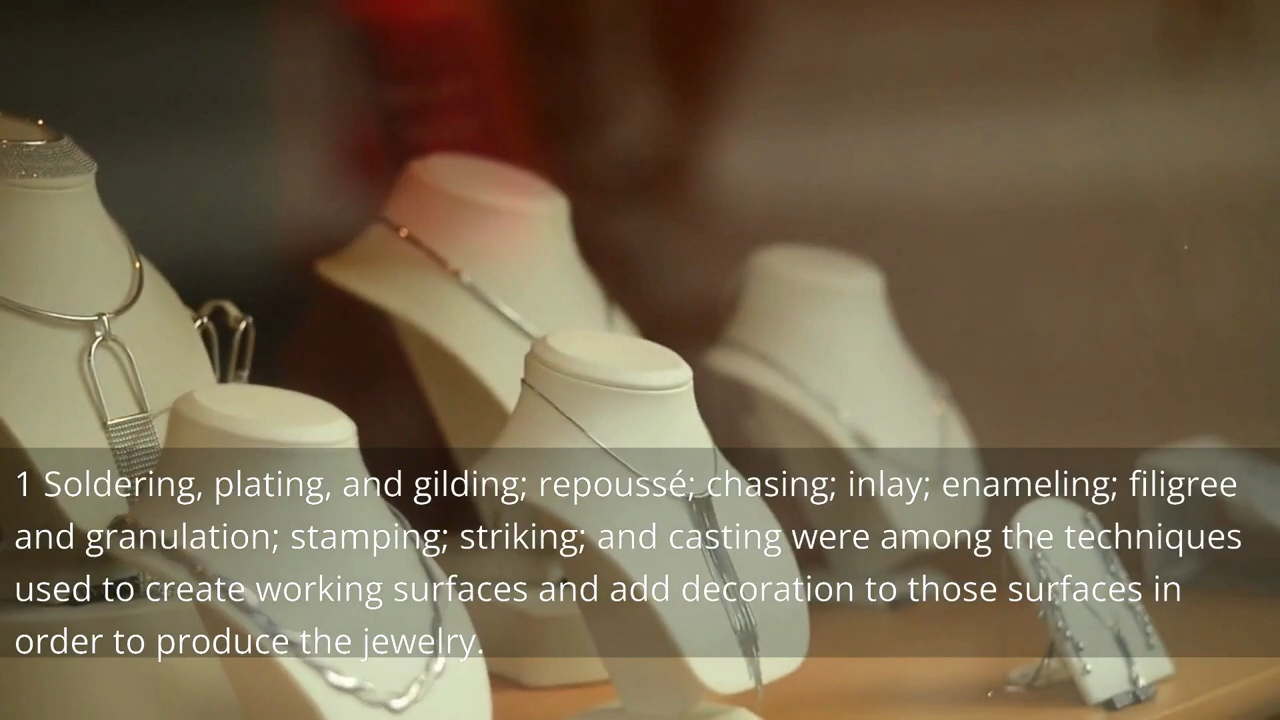 1 Soldering, plating, and gilding; repoussé; chasing; inlay; enameling; filigree
and granulation; stamping; striking; and casting were among the techniques
used to create working surfaces and add decoration to those surfaces in
order to produce the jewelry.